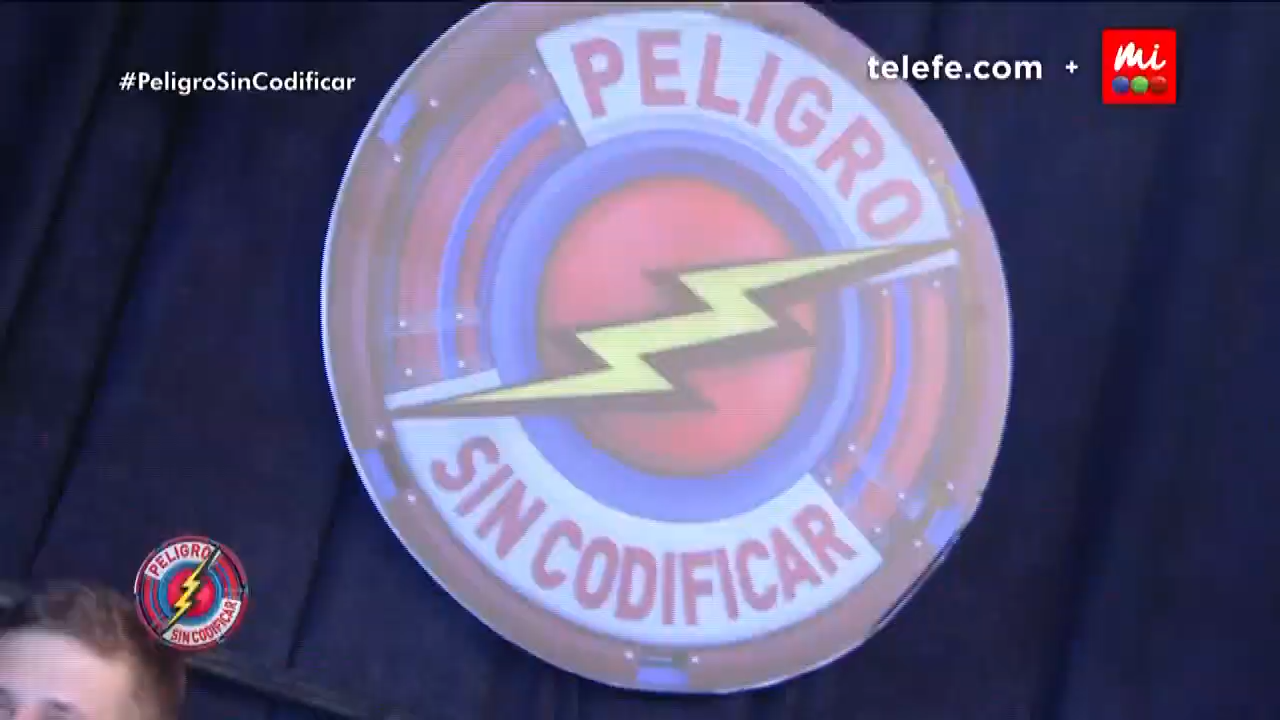 #PeligroSinCodificar
telefe.com +
mi
PELIGRO
SIN CODIFICAR
PELIGRO
SIN CODIFICAR